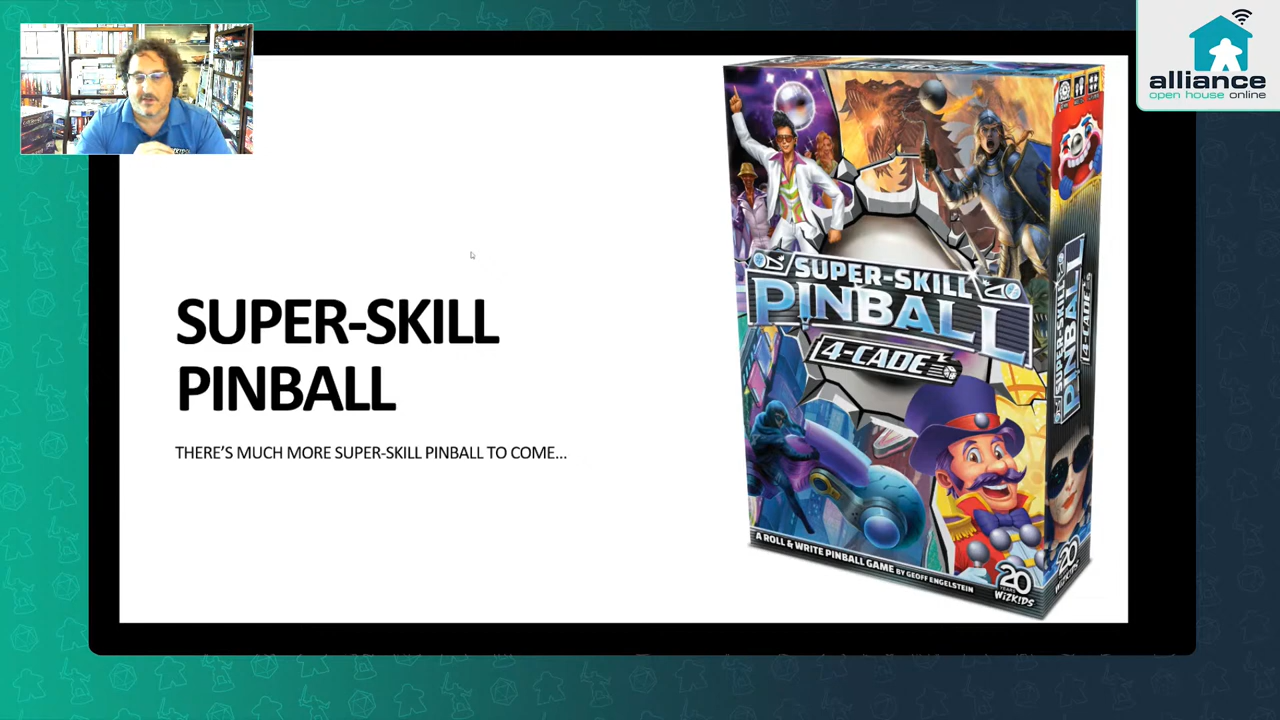 alliance
open house online
SUPER-SKILL
PINBALL
THERE'S MUCH MORE SUPER-SKILL PINBALL TO COME...
SUPER-SKILL
PINBALL
4-CADE
A ROLL & WRITE PINBALL GAME BY GEOFF ENGELSTEIN
20
YEARS
WIZKIDS
SUPER-SKILL
PINBALL
4-CADE
20
WIZKIDS